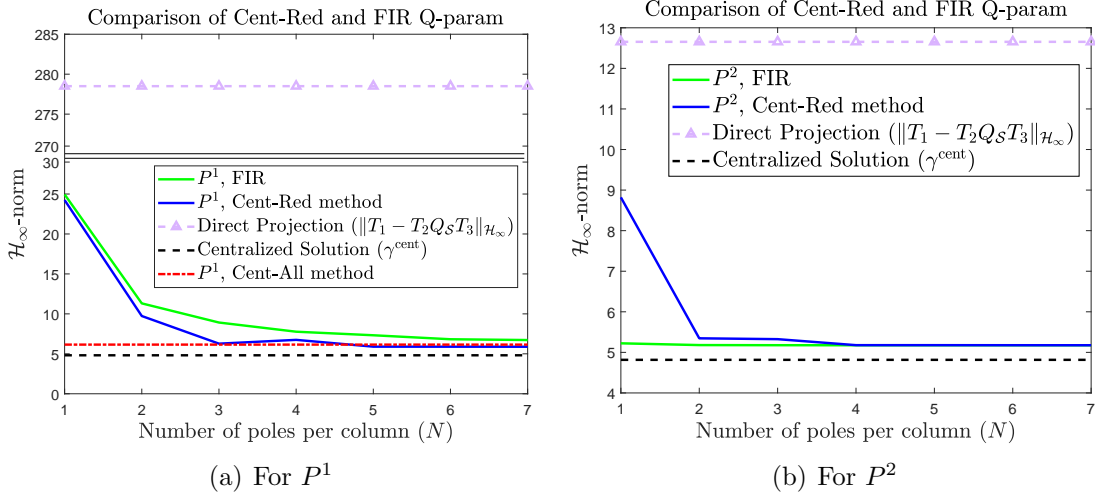 Comparison of Cent-Red and FIR Q-param
285
280
275
270
30
25
20
15
10
5
0
$\mathcal{H}_\infty$-norm
$P^1$, FIR
$P^1$, Cent-Red method
Direct Projection ($\|T_1 - T_2 Q_{\mathcal{S}} T_3\|_{\mathcal{H}_\infty}$)
Centralized Solution ($\gamma^{\text{cent}}$)
$P^1$, Cent-All method
1 2 3 4 5 6 7
Number of poles per column ($N$)
(a) For $P^1$
Comparison of Cent-Red and FIR Q-param
13
12
11
10
9
8
7
6
5
4
$\mathcal{H}_\infty$-norm
$P^2$, FIR
$P^2$, Cent-Red method
Direct Projection ($\|T_1 - T_2 Q_{\mathcal{S}} T_3\|_{\mathcal{H}_\infty}$)
Centralized Solution ($\gamma^{\text{cent}}$)
1 2 3 4 5 6 7
Number of poles per column ($N$)
(b) For $P^2$